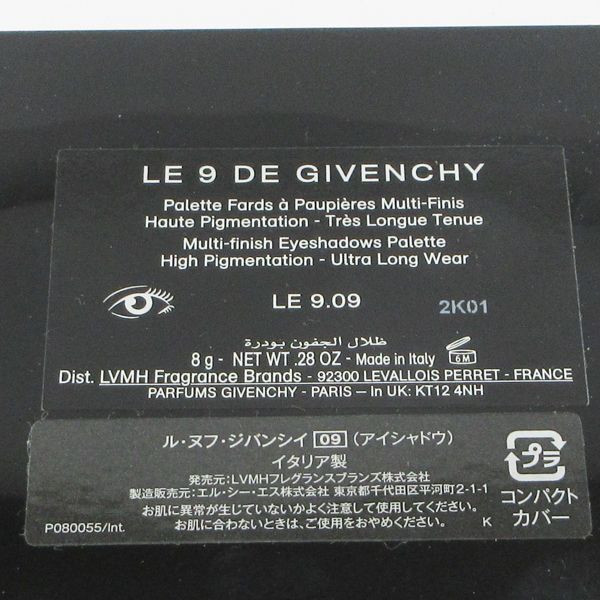 LE 9 DE GIVENCHY
Palette Fards à Paupières Multi-Finis
Haute Pigmentation - Très Longue Tenue
Multi-finish Eyeshadows Palette
High Pigmentation - Ultra Long Wear
LE 9.09
2K01
ظلال الجفون بودرة
8 g - NET WT .28 OZ - Made in Italy
6M
Dist. LVMH Fragrance Brands - 92300 LEVALLOIS PERRET - FRANCE
PARFUMS GIVENCHY - PARIS – In UK: KT12 4NH
ル・ヌフ・ジバンシイ 09 (アイシャドウ)
イタリア製
発売元:LVMHフレグランスブランズ株式会社
製造販売元:エル・シー・エス株式会社 東京都千代田区平河町2-1-1
お肌に異常が生じていないかよく注意して使用してください。
お肌に合わないときは、ご使用をおやめください。
P080055/Int.
K
プラ
コンパクト
カバー